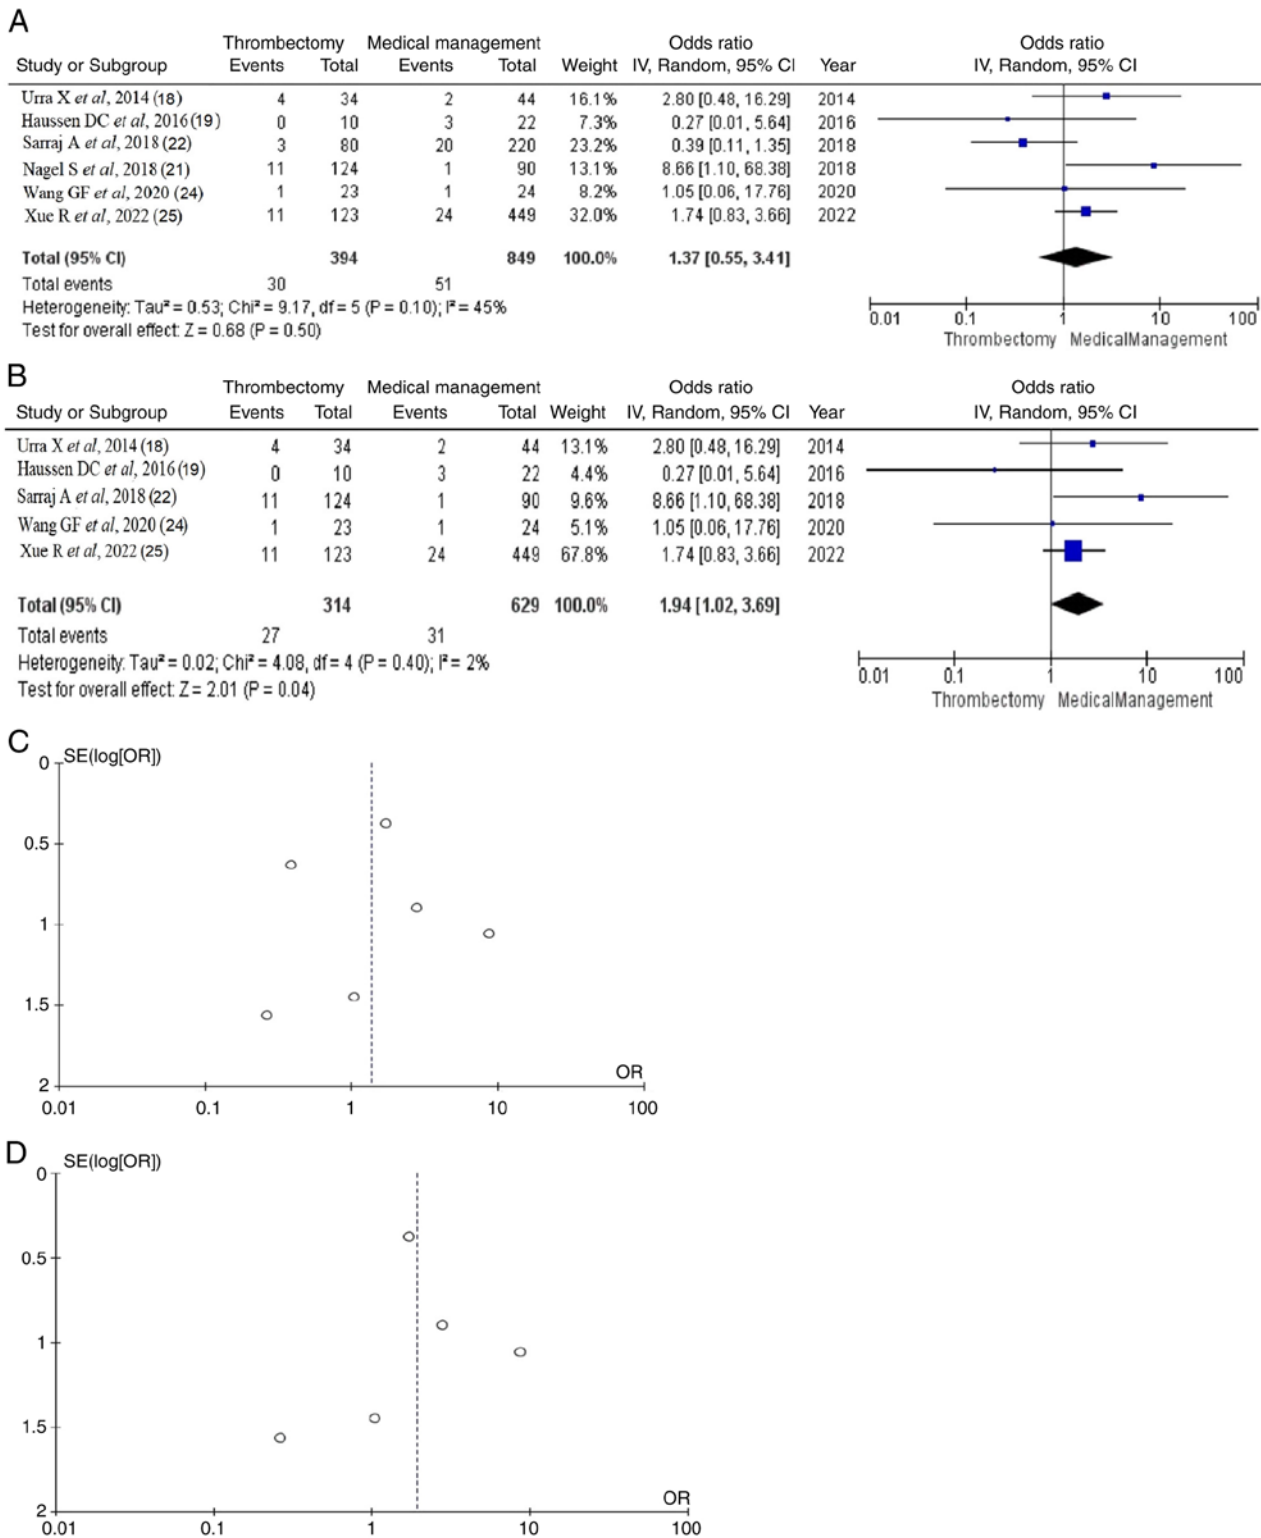 A
Thrombectomy Medical management Odds ratio Odds ratio
Study or Subgroup Events Total Events Total Weight IV, Random, 95% CI Year IV, Random, 95% CI
Urra X et al, 2014 (18) 4 34 2 44 16.1% 2.80 [0.48, 16.29] 2014
Haussen DC et al, 2016 (19) 0 10 3 22 7.3% 0.27 [0.01, 5.64] 2016
Sarraj A et al, 2018 (22) 3 80 20 220 23.2% 0.39 [0.11, 1.35] 2018
Nagel S et al, 2018 (21) 11 124 1 90 13.1% 8.66 [1.10, 68.38] 2018
Wang GF et al, 2020 (24) 1 23 1 24 8.2% 1.05 [0.06, 17.76] 2020
Xue R et al, 2022 (25) 11 123 24 449 32.0% 1.74 [0.83, 3.66] 2022
Total (95% CI) 394 849 100.0% 1.37 [0.55, 3.41]
Total events 30 51
Heterogeneity: Tau² = 0.53; Chi² = 9.17, df = 5 (P = 0.10); I² = 45%
Test for overall effect: Z = 0.68 (P = 0.50)
0.01 0.1 1 10 100
Thrombectomy MedicalManagement
B
Thrombectomy Medical management Odds ratio Odds ratio
Study or Subgroup Events Total Events Total Weight IV, Random, 95% CI Year IV, Random, 95% CI
Urra X et al, 2014 (18) 4 34 2 44 13.1% 2.80 [0.48, 16.29] 2014
Haussen DC et al, 2016 (19) 0 10 3 22 4.4% 0.27 [0.01, 5.64] 2016
Sarraj A et al, 2018 (22) 11 124 1 90 9.6% 8.66 [1.10, 68.38] 2018
Wang GF et al, 2020 (24) 1 23 1 24 5.1% 1.05 [0.06, 17.76] 2020
Xue R et al, 2022 (25) 11 123 24 449 67.8% 1.74 [0.83, 3.66] 2022
Total (95% CI) 314 629 100.0% 1.94 [1.02, 3.69]
Total events 27 31
Heterogeneity: Tau² = 0.02; Chi² = 4.08, df = 4 (P = 0.40); I² = 2%
Test for overall effect: Z = 2.01 (P = 0.04)
0.01 0.1 1 10 100
Thrombectomy MedicalManagement
C
SE(log[OR])
0
0.5
1
1.5
2
OR
0.01 0.1 1 10 100
D
SE(log[OR])
0
0.5
1
1.5
2
OR
0.01 0.1 1 10 100